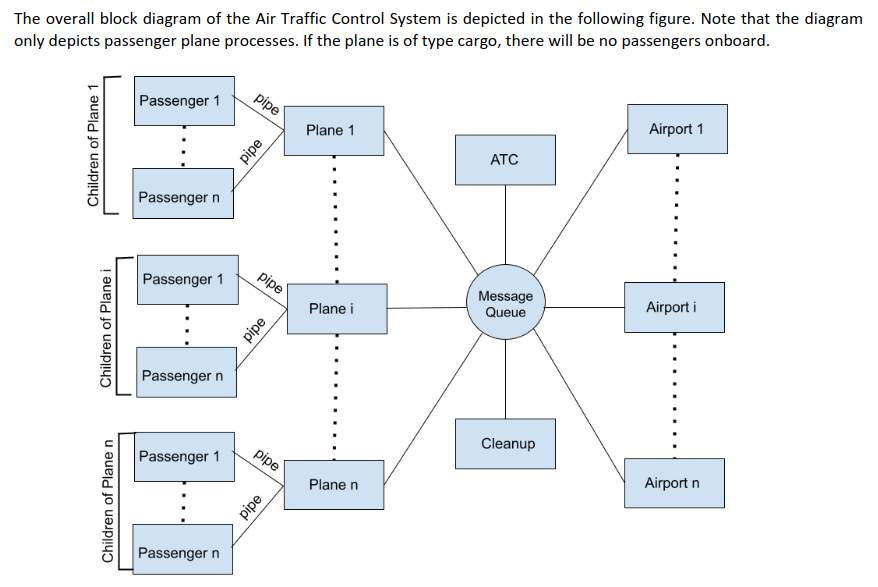 The overall block diagram of the Air Traffic Control System is depicted in the following figure. Note that the diagram
only depicts passenger plane processes. If the plane is of type cargo, there will be no passengers onboard.
Children of Plane 1
Passenger 1
pipe
Plane 1
pipe
Passenger n
ATC
Airport 1
Children of Plane i
Passenger 1
pipe
Plane i
pipe
Passenger n
Message
Queue
Airport i
Cleanup
Children of Plane n
Passenger 1
pipe
Plane n
pipe
Passenger n
Airport n